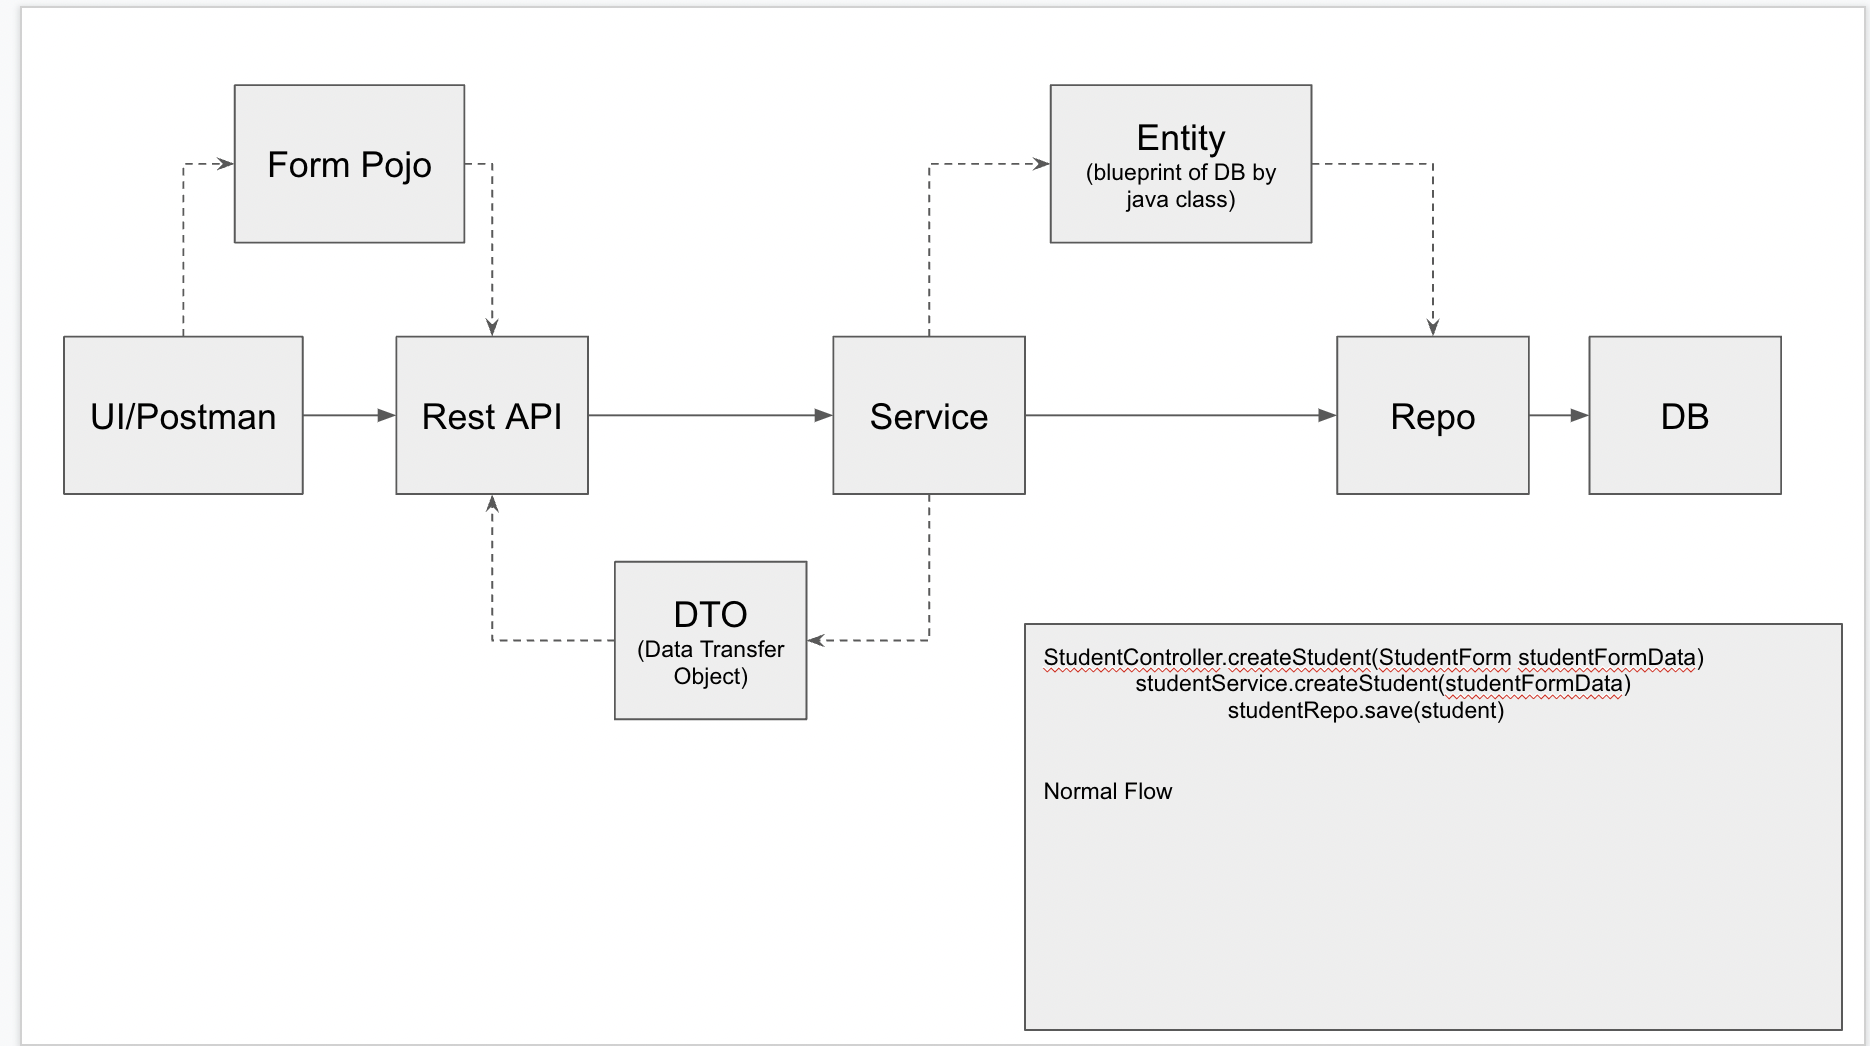 Form Pojo
Entity
(blueprint of DB by
java class)
UI/Postman
Rest API
Service
Repo
DB
DTO
(Data Transfer
Object)
StudentController.createStudent(StudentForm studentFormData)
studentService.createStudent(studentFormData)
studentRepo.save(student)
Normal Flow